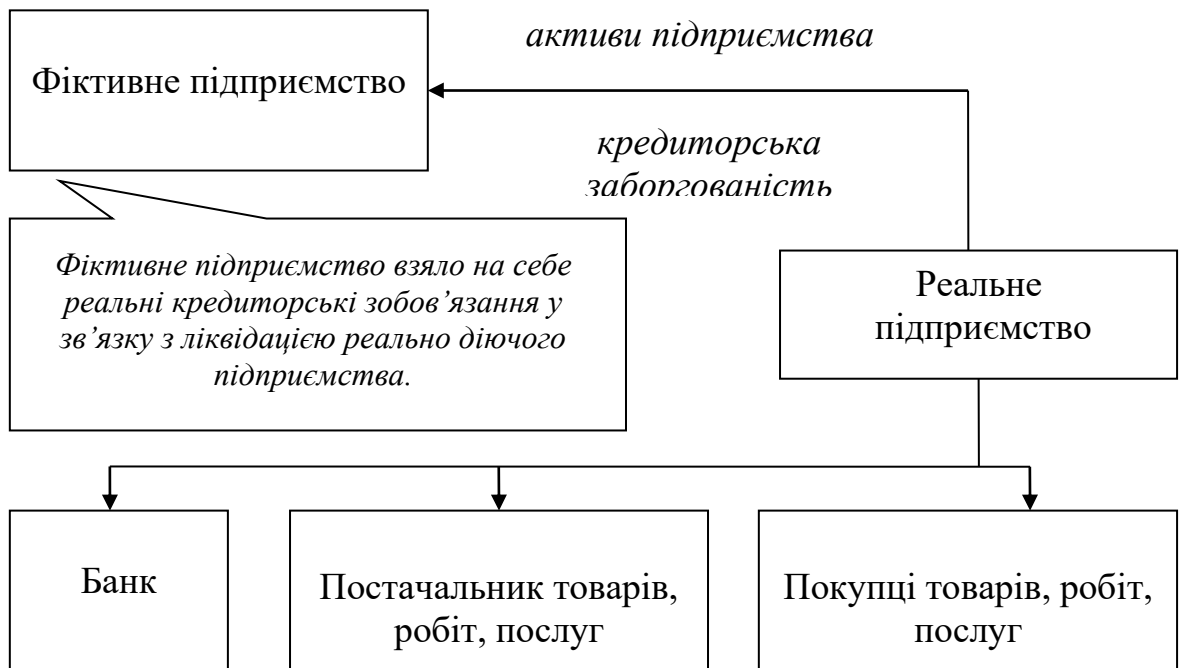 активи підприємства
Фіктивне підприємство
кредиторська
заборгованість
Фіктивне підприємство взяло на себе
реальні кредиторські зобов’язання у
зв’язку з ліквідацією реально діючого
підприємства.
Реальне
підприємство
Банк
Постачальник товарів,
робіт, послуг
Покупці товарів, робіт,
послуг